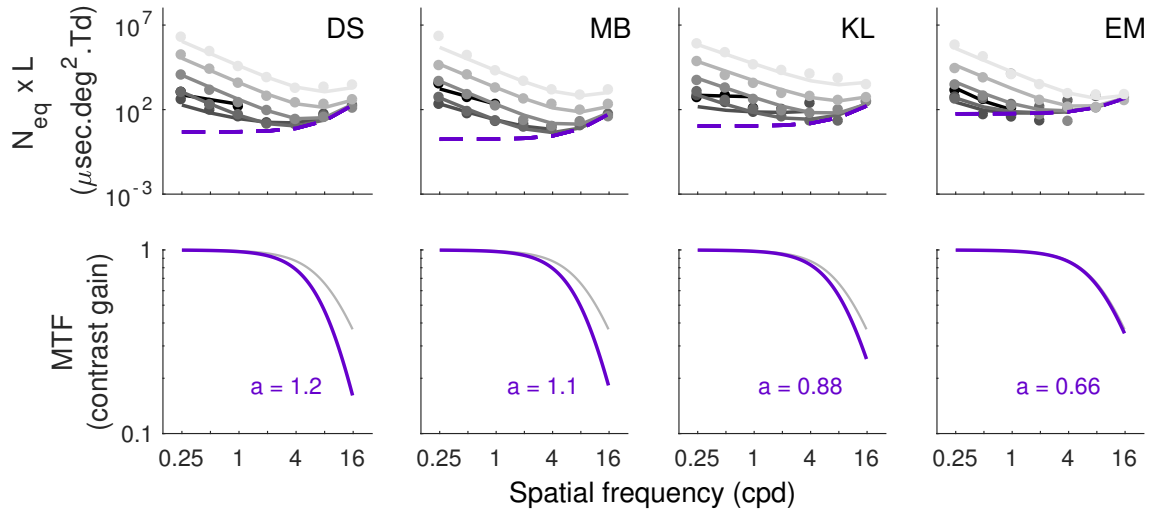 DS MB KL EM
10^7
10^2
10^-3
N_eq x L
(μsec.deg^2.Td)
1
0.1
MTF
(contrast gain)
a = 1.2 a = 1.1 a = 0.88 a = 0.66
0.25 1 4 16 0.25 1 4 16 0.25 1 4 16 0.25 1 4 16
Spatial frequency (cpd)